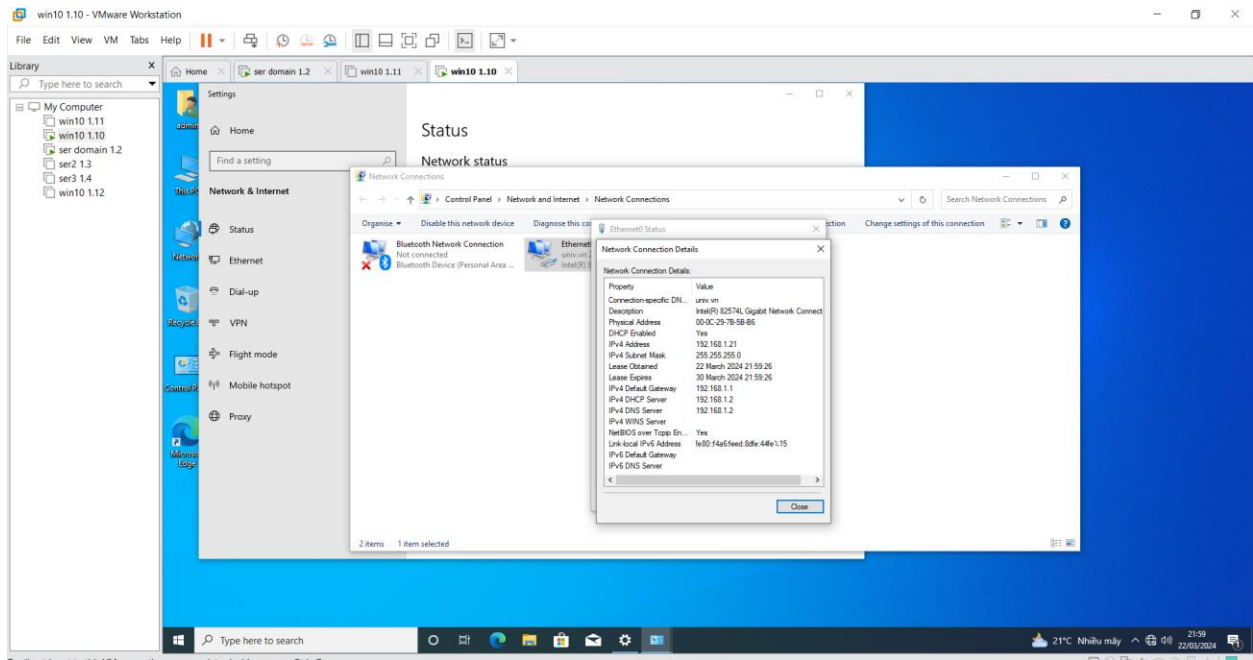 win10 1.10 - VMware Workstation
File Edit View VM Tabs Help
Library X
Type here to search
My Computer
win10 1.11
win10 1.10
ser domain 1.2
ser2 1.3
ser3 1.4
win10 1.12
Home ser domain 1.2 win10 1.11 win10 1.10
admin
This PC
Recycle
Edge
Settings
Home
Find a setting
Network & Internet
Status
Ethernet
Dial-up
VPN
Flight mode
Mobile hotspot
Proxy
Status
Network status
Network Connections
Control Panel > Network and Internet > Network Connections
Search Network Connections
Organise Disable this network device Diagnose this co
Change settings of this connection
Bluetooth Network Connection
Not connected
Bluetooth Device (Personal Area ...
Ethernet
univ.vn
Intel(R)
Ethernet0 Status
Network Connection Details
Network Connection Details:
Property Value
Connection-specific DN... univ.vn
Description Intel(R) 82574L Gigabit Network Connect
Physical Address 00-0C-29-7B-5B-B6
DHCP Enabled Yes
IPv4 Address 192.168.1.21
IPv4 Subnet Mask 255.255.255.0
Lease Obtained 22 March 2024 21:59:26
Lease Expires 30 March 2024 21:59:26
IPv4 Default Gateway 192.168.1.1
IPv4 DHCP Server 192.168.1.2
IPv4 DNS Server 192.168.1.2
IPv4 WINS Server
NetBIOS over Tcpip En... Yes
Link-local IPv6 Address fe80::f4a6:feed:8dfe:44fe%15
IPv6 Default Gateway
IPv6 DNS Server
Close
2 items 1 item selected
Type here to search
21°C Nhiều mây
21:59
22/03/2024